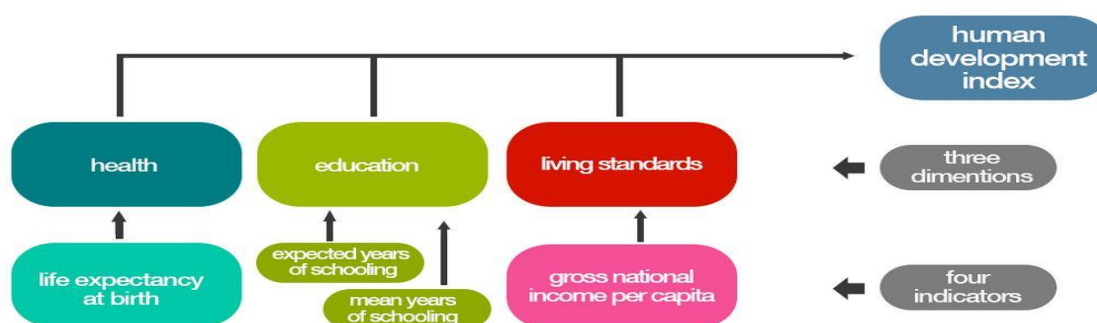 human
development
index
health
education
living standards
three
dimentions
life expectancy
at birth
expected years
of schooling
mean years
of schooling
gross national
income per capita
four
indicators